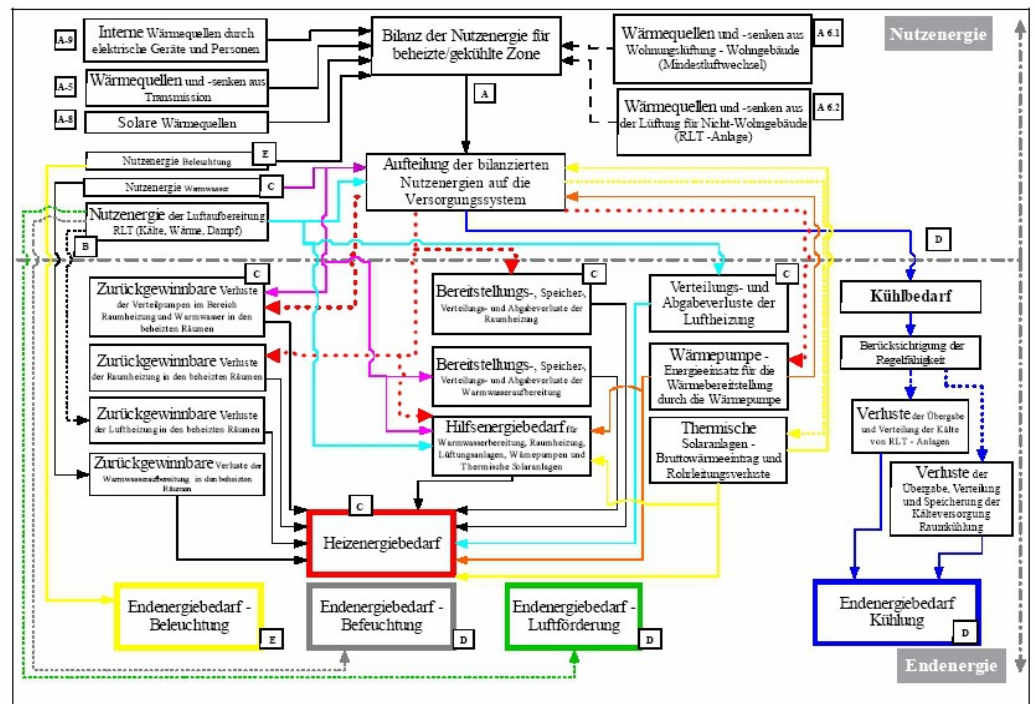 A-9
Interne Wärmequellen durch
elektrische Geräte und Personen
Bilanz der Nutzenergie für
beheizte/gekühlte Zone
Wärmequellen und -senken aus
Wohnungslüftung - Wohngebäude
(Mindestluftwechsel)
A 6.1
Nutzenergie
A-5
Wärmequellen und -senken aus
Transmission
A
A-8
Solare Wärmequellen
Wärmequellen und -senken aus
der Lüftung für Nicht-Wohngebäude
(RLT -Anlage)
A 6.2
Nutzenergie Beleuchtung
E
Nutzenergie Warmwasser
C
Aufteilung der bilanzierten
Nutzenergien auf die
Versorgungssystem
Nutzenergie der Luftaufbereitung
RLT (Kälte, Wärme, Dampf)
B
D
Zurückgewinnbare Verluste
der Verteilpumpen im Bereich
Raumheizung und Warmwasser in den
beheizten Räumen
C
Bereitstellungs-, Speicher-,
Verteilungs- und Abgabeverluste der
Raumheizung
C
Verteilungs- und
Abgabeverluste der
Luftheizung
C
Kühlbedarf
Zurückgewinnbare Verluste
der Raumheizung in den beheizten Räumen
Bereitstellungs-, Speicher-,
Verteilungs- und Abgabeverluste der
Warmwasseraufbereitung
Wärmepumpe -
Energieeinsatz für die
Wärmebereitstellung
durch die Wärmepumpe
Berücksichtigung der
Regelfähigkeit
Zurückgewinnbare Verluste
der Luftheizung in den beheizten Räumen
Hilfsenergiebedarf für
Warmwasserbereitung, Raumheizung,
Lüftungsanlagen, Wärmepumpen und
Thermische Solaranlagen
Thermische
Solaranlagen -
Bruttowärmeeintrag und
Rohrleitungsverluste
Verluste der Übergabe
und Verteilung der Kälte
von RLT - Anlagen
Zurückgewinnbare Verluste der
Warmwasseraufbereitung in den beheizten
Räumen
Verluste der
Übergabe, Verteilung
und Speicherung der
Kälteversorgung
Raumkühlung
C
Heizenergiebedarf
Endenergiebedarf -
Beleuchtung
E
Endenergiebedarf -
Befeuchtung
D
Endenergiebedarf -
Luftförderung
D
Endenergiebedarf
Kühlung
D
Endenergie